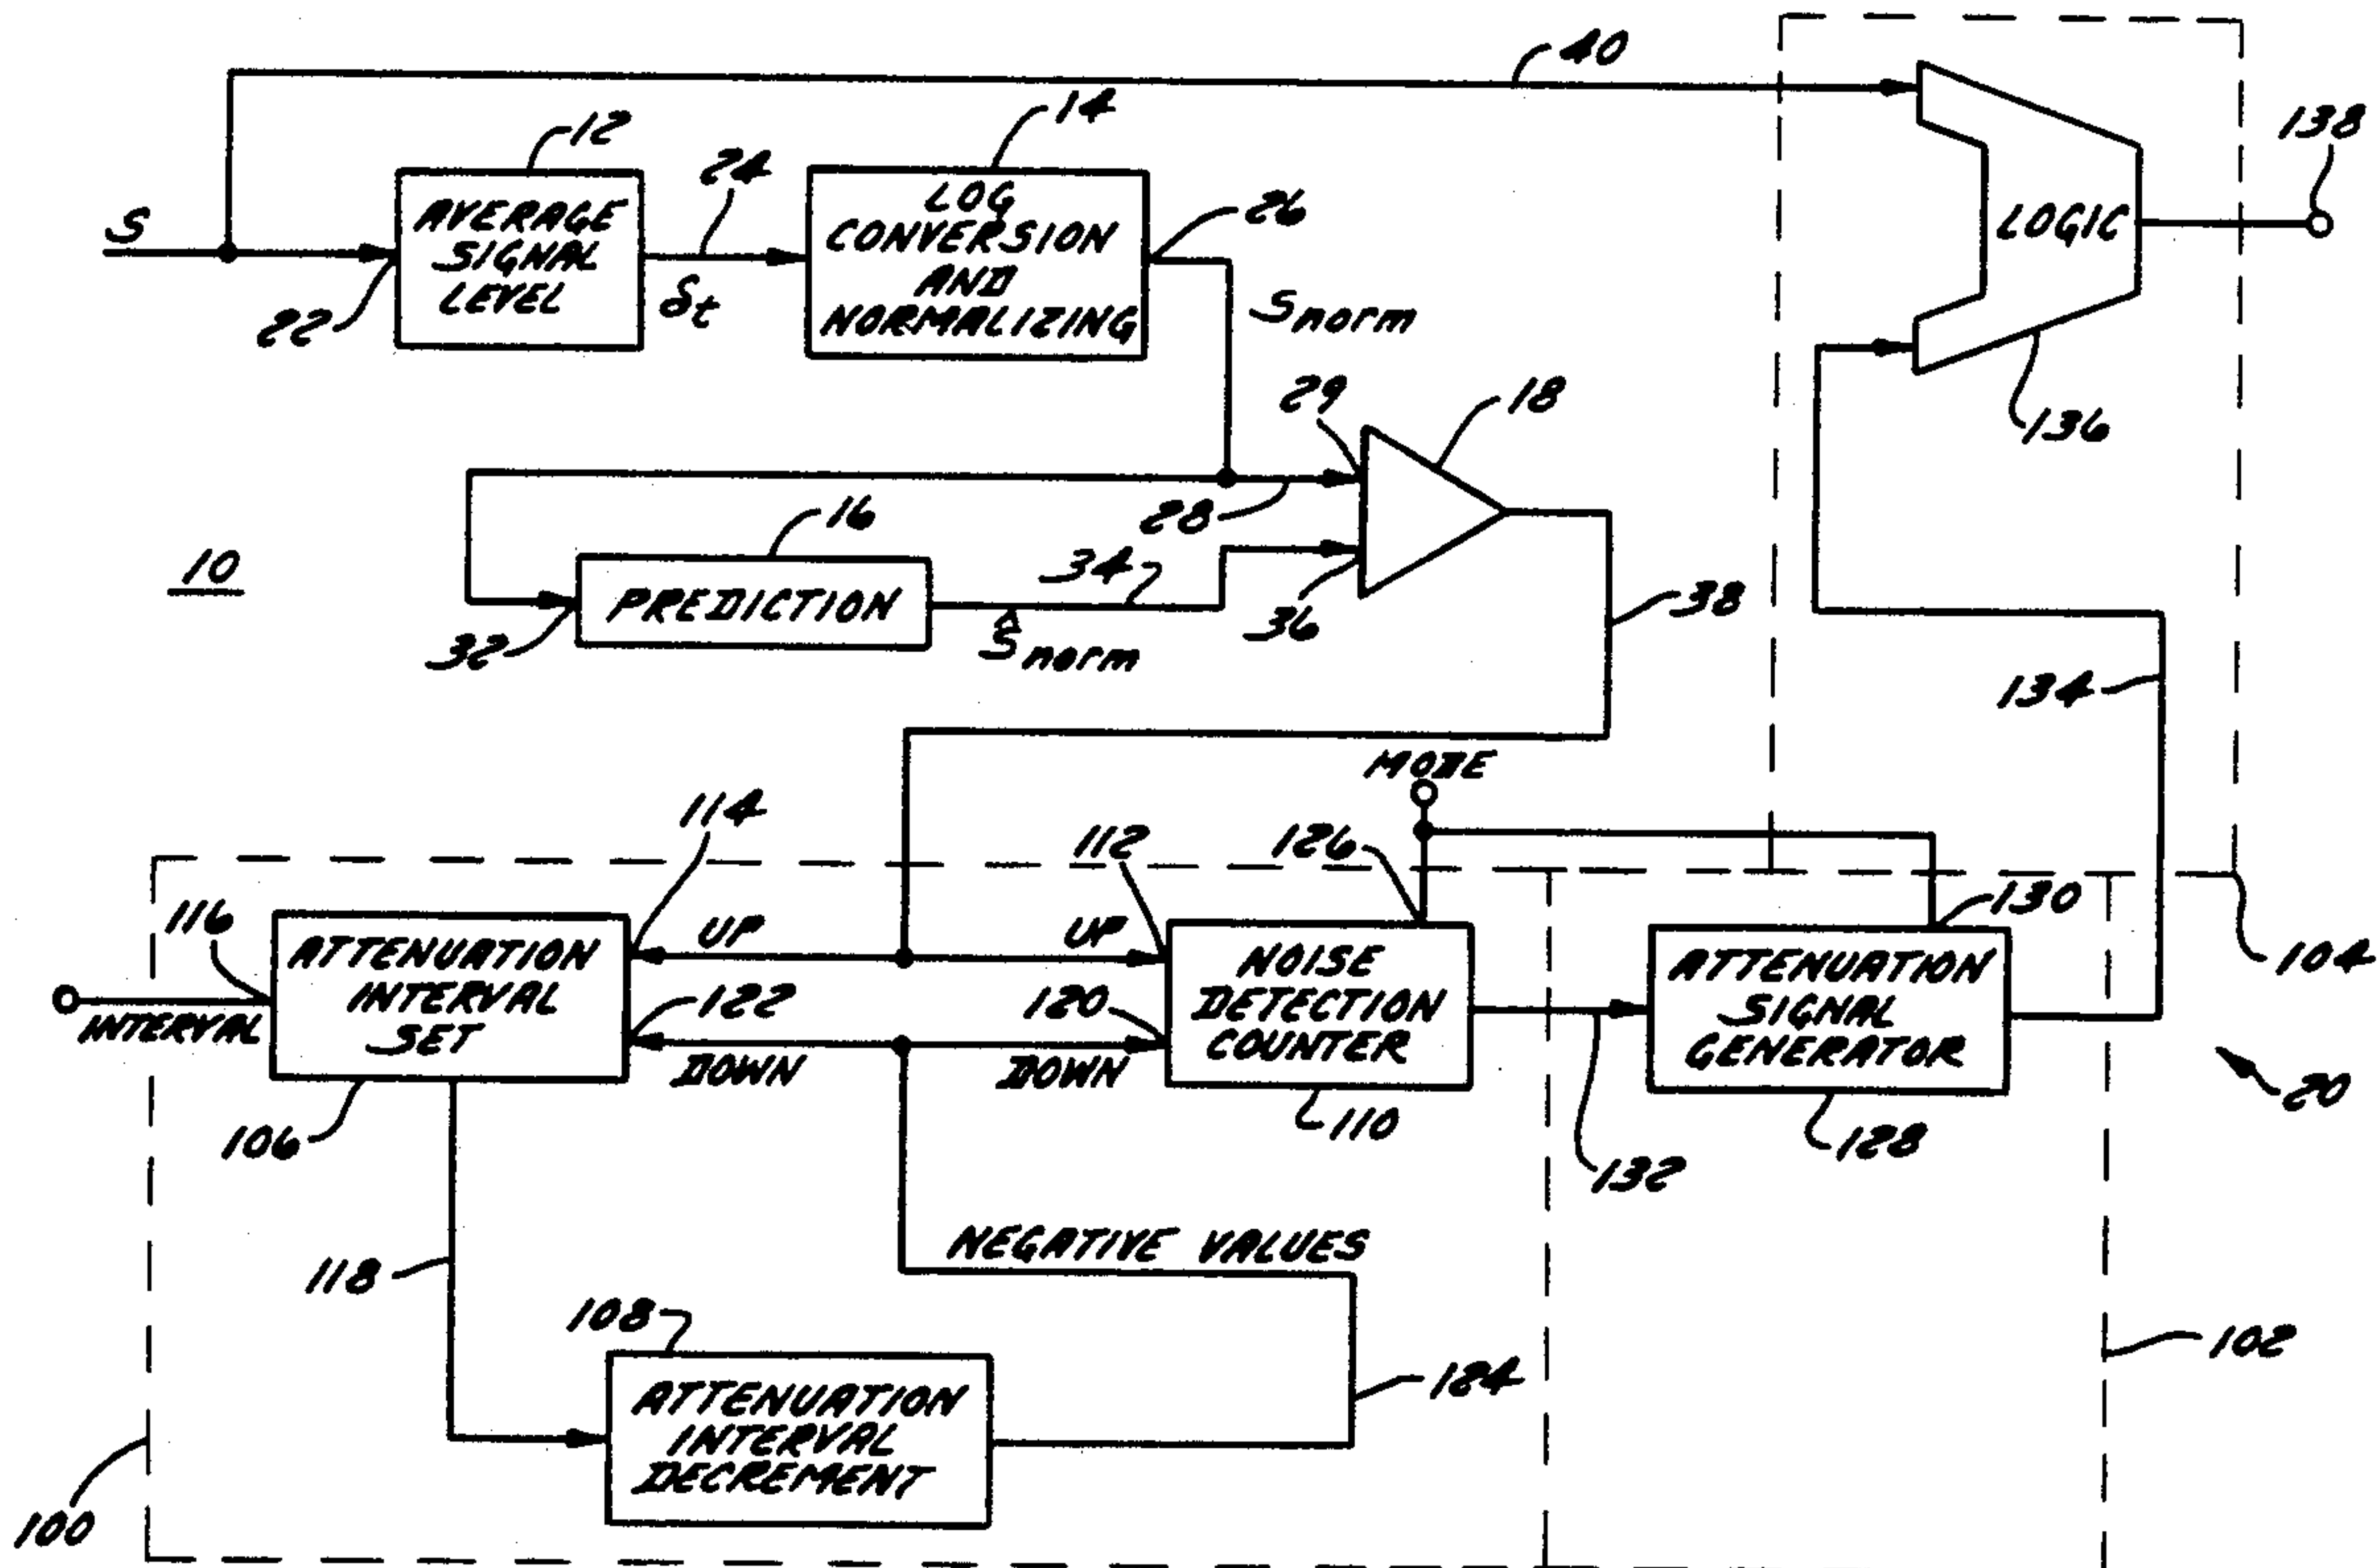 40
138
12
14
24
26
S
AVERAGE
SIGNAL
LEVEL
LOG
CONVERSION
AND
NORMALIZING
LOGIC
22
δt
Snorm
136
29
18
28
16
10
34
PREDICTION
32
Ŝnorm
36
38
134
MODE
114
112
126
116
UP
UP
130
104
ATTENUATION
INTERVAL
SET
NOISE
DETECTION
COUNTER
ATTENUATION
SIGNAL
GENERATOR
INTERVAL
122
120
DOWN
DOWN
20
106
110
132
128
NEGATIVE VALUES
118
108
102
124
ATTENUATION
INTERVAL
DECREMENT
100